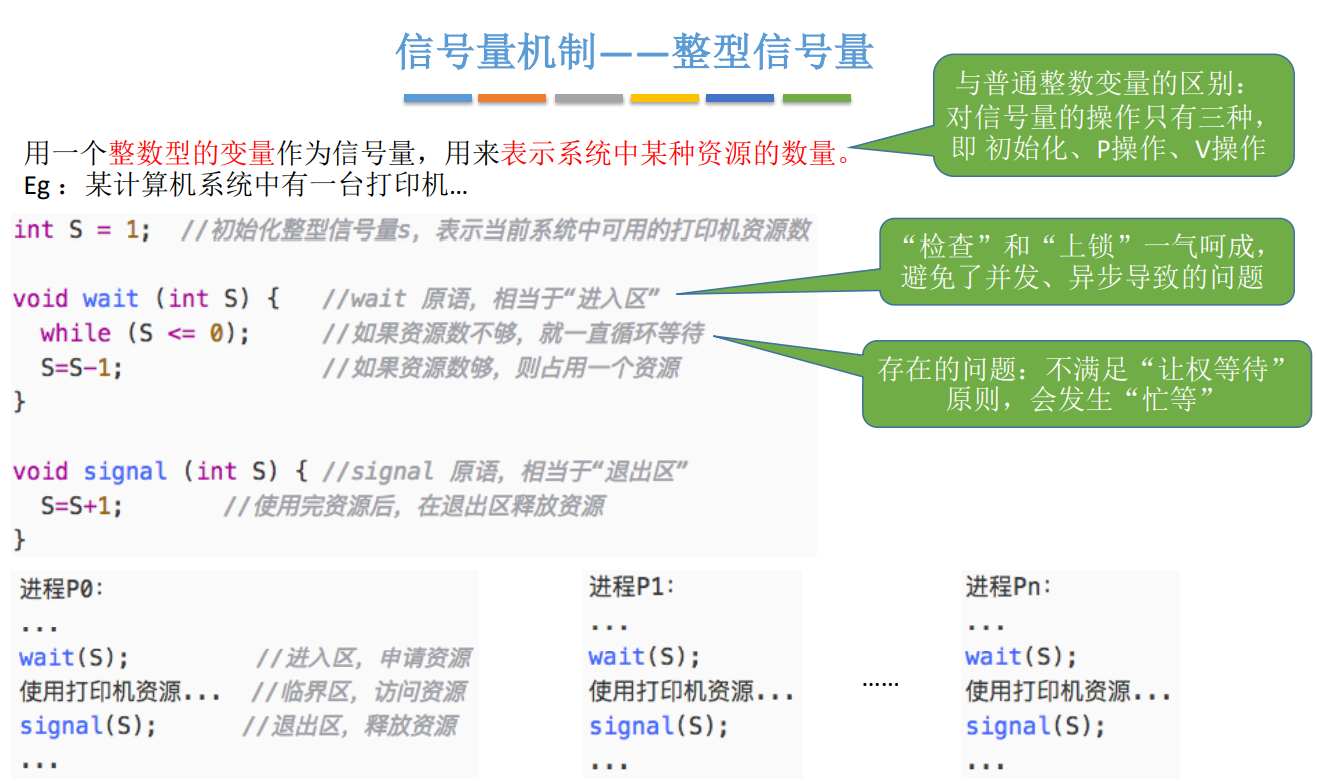 信号量机制——整型信号量
与普通整数变量的区别：
对信号量的操作只有三种，
即 初始化、P操作、V操作
用一个整数型的变量作为信号量，用来表示系统中某种资源的数量。
Eg ：某计算机系统中有一台打印机…
int S = 1;  //初始化整型信号量s，表示当前系统中可用的打印机资源数
“检查”和“上锁”一气呵成，
避免了并发、异步导致的问题
void wait (int S) {   //wait 原语，相当于“进入区”
while (S <= 0);     //如果资源数不够，就一直循环等待
S=S-1;              //如果资源数够，则占用一个资源
}
存在的问题：不满足“让权等待”
原则，会发生“忙等”
void signal (int S) { //signal 原语，相当于“退出区”
S=S+1;       //使用完资源后，在退出区释放资源
}
进程P0：
...
wait(S);         //进入区，申请资源
使用打印机资源...  //临界区，访问资源
signal(S);       //退出区，释放资源
...
进程P1：
...
wait(S);
使用打印机资源...
signal(S);
...
……
进程Pn：
...
wait(S);
使用打印机资源...
signal(S);
...